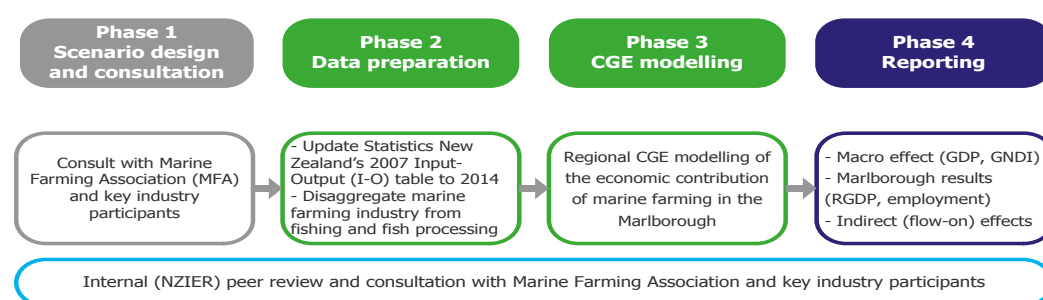 Phase 1
Scenario design
and consultation
Phase 2
Data preparation
Phase 3
CGE modelling
Phase 4
Reporting
Consult with Marine
Farming Association (MFA)
and key industry
participants
- Update Statistics New
Zealand's 2007 Input-
Output (I-O) table to 2014
- Disaggregate marine
farming industry from
fishing and fish processing
Regional CGE modelling of
the economic contribution
of marine farming in the
Marlborough
- Macro effect (GDP, GNDI)
- Marlborough results
(RGDP, employment)
- Indirect (flow-on) effects
Internal (NZIER) peer review and consultation with Marine Farming Association and key industry participants